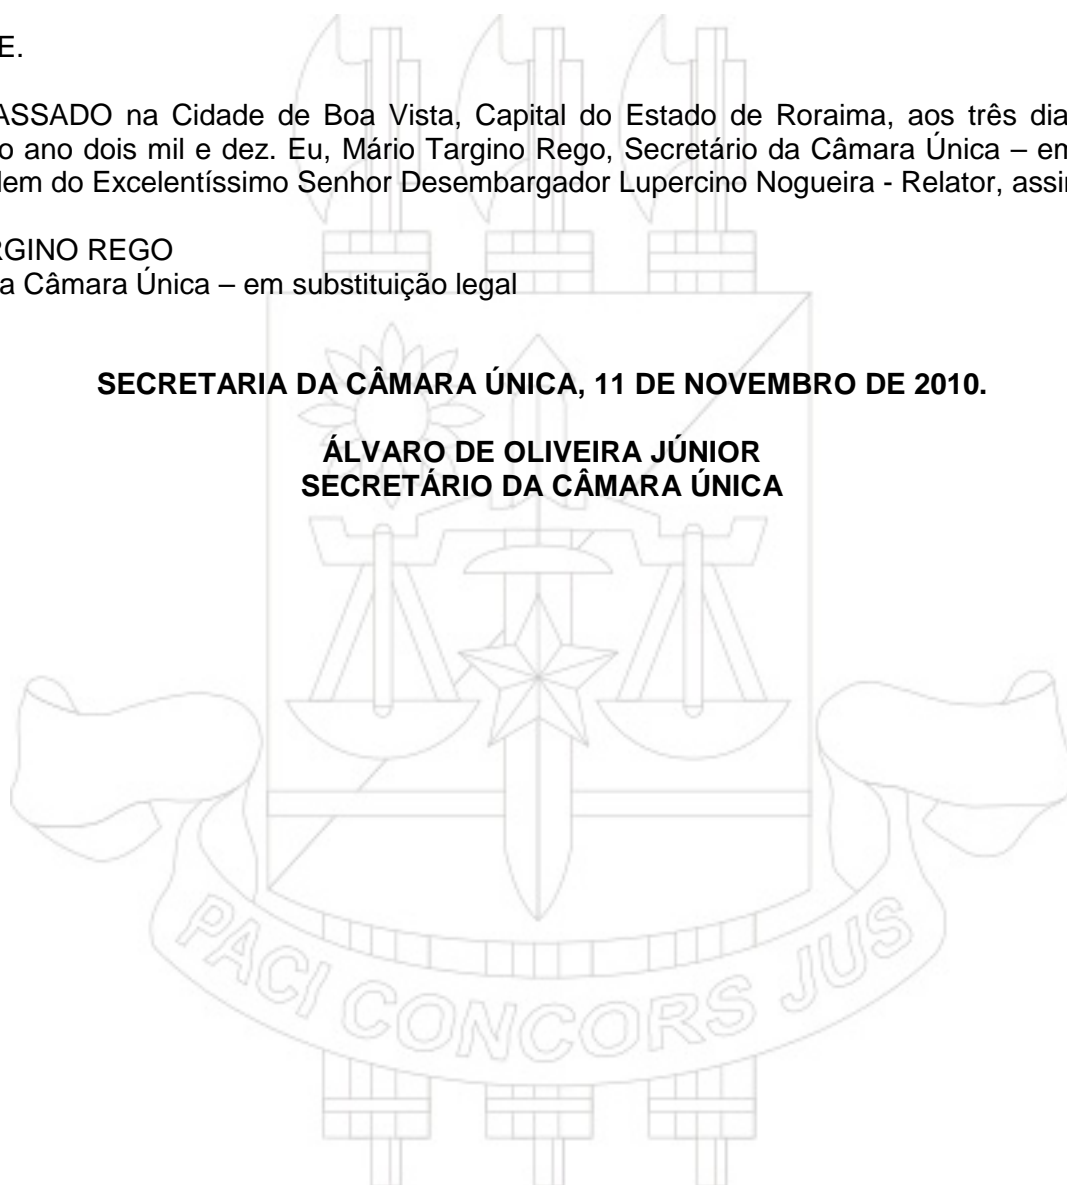 E.
ASSADO na Cidade de Boa Vista, Capital do Estado de Roraima, aos três dia
o ano dois mil e dez. Eu, Mário Targino Rego, Secretário da Câmara Única – em
dem do Excelentíssimo Senhor Desembargador Lupercino Nogueira - Relator, assi
RGINO REGO
a Câmara Única – em substituição legal
SECRETARIA DA CÂMARA ÚNICA, 11 DE NOVEMBRO DE 2010.
ÁLVARO DE OLIVEIRA JÚNIOR
SECRETÁRIO DA CÂMARA ÚNICA
PACI CONCORS JUS